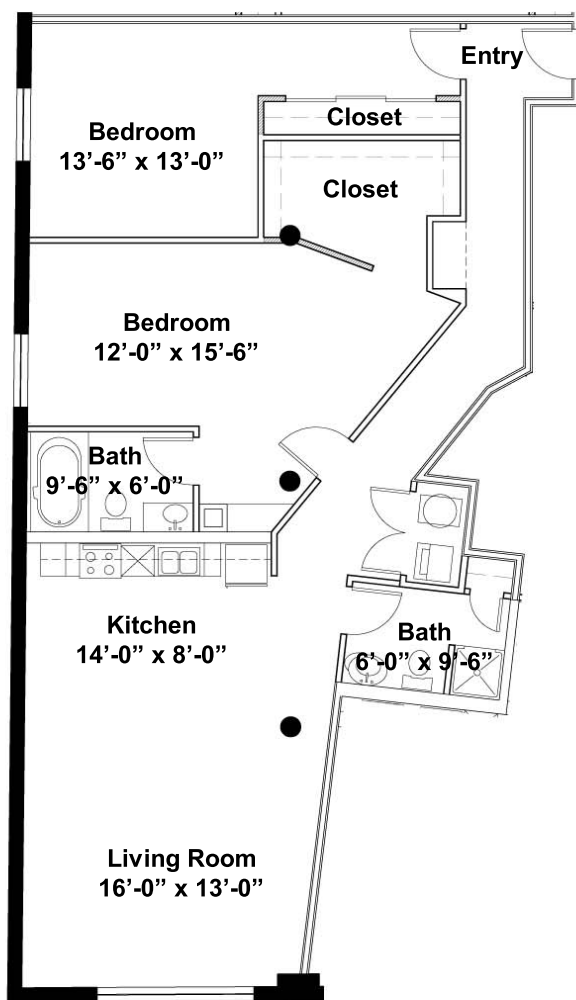 Entry
Closet
Bedroom
13’-6” x 13’-0”
Closet
Bedroom
12’-0” x 15’-6”
Bath
9’-6” x 6’-0”
Kitchen
14’-0” x 8’-0”
Bath
6’-0” x 9’-6”
Living Room
16’-0” x 13’-0”